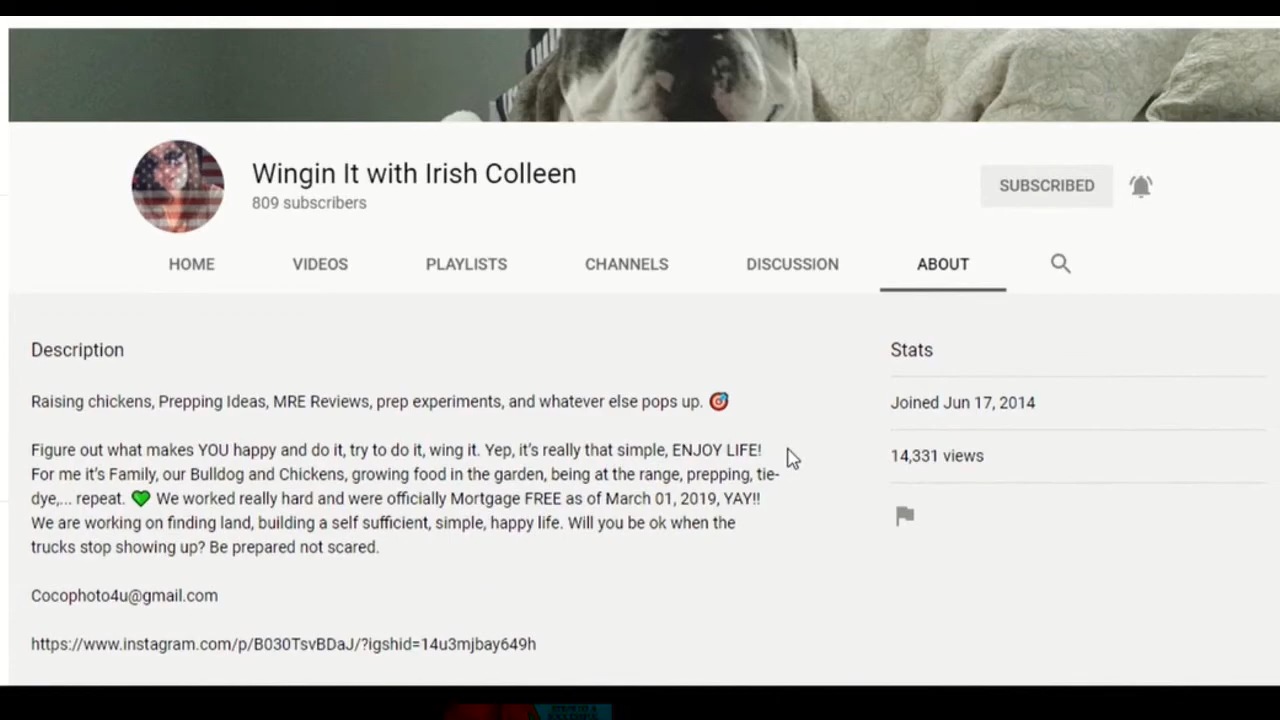 Wingin It with Irish Colleen
809 subscribers
SUBSCRIBED
HOME VIDEOS PLAYLISTS CHANNELS DISCUSSION ABOUT
Description
Raising chickens, Prepping Ideas, MRE Reviews, prep experiments, and whatever else pops up. 🎯
Figure out what makes YOU happy and do it, try to do it, wing it. Yep, it's really that simple, ENJOY LIFE!
For me it's Family, our Bulldog and Chickens, growing food in the garden, being at the range, prepping, tie-
dye,... repeat. 💚 We worked really hard and were officially Mortgage FREE as of March 01, 2019, YAY!!
We are working on finding land, building a self sufficient, simple, happy life. Will you be ok when the
trucks stop showing up? Be prepared not scared.
Cocophoto4u@gmail.com
https://www.instagram.com/p/B030TsvBDaJ/?igshid=14u3mjbay649h
Stats
Joined Jun 17, 2014
14,331 views